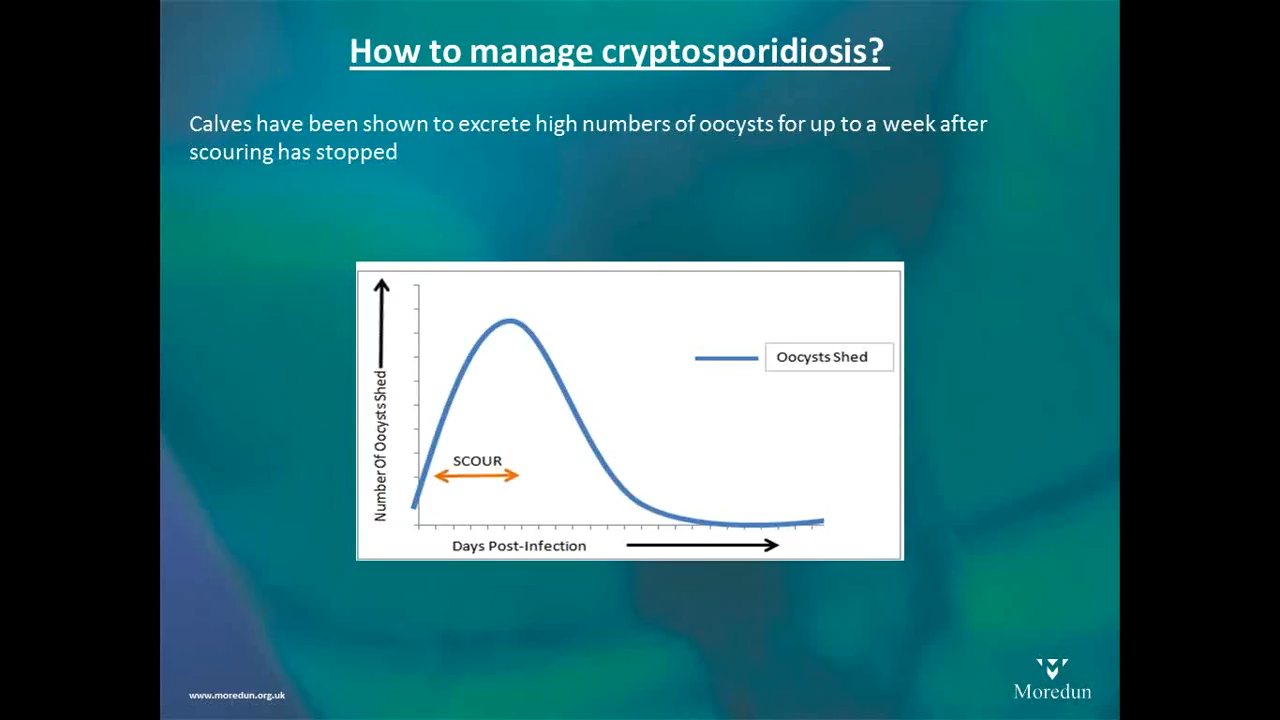 How to manage cryptosporidiosis?
Calves have been shown to excrete high numbers of oocysts for up to a week after
scouring has stopped
Number Of Oocysts Shed
Oocysts Shed
SCOUR
Days Post-Infection
www.moredun.org.uk
Moredun